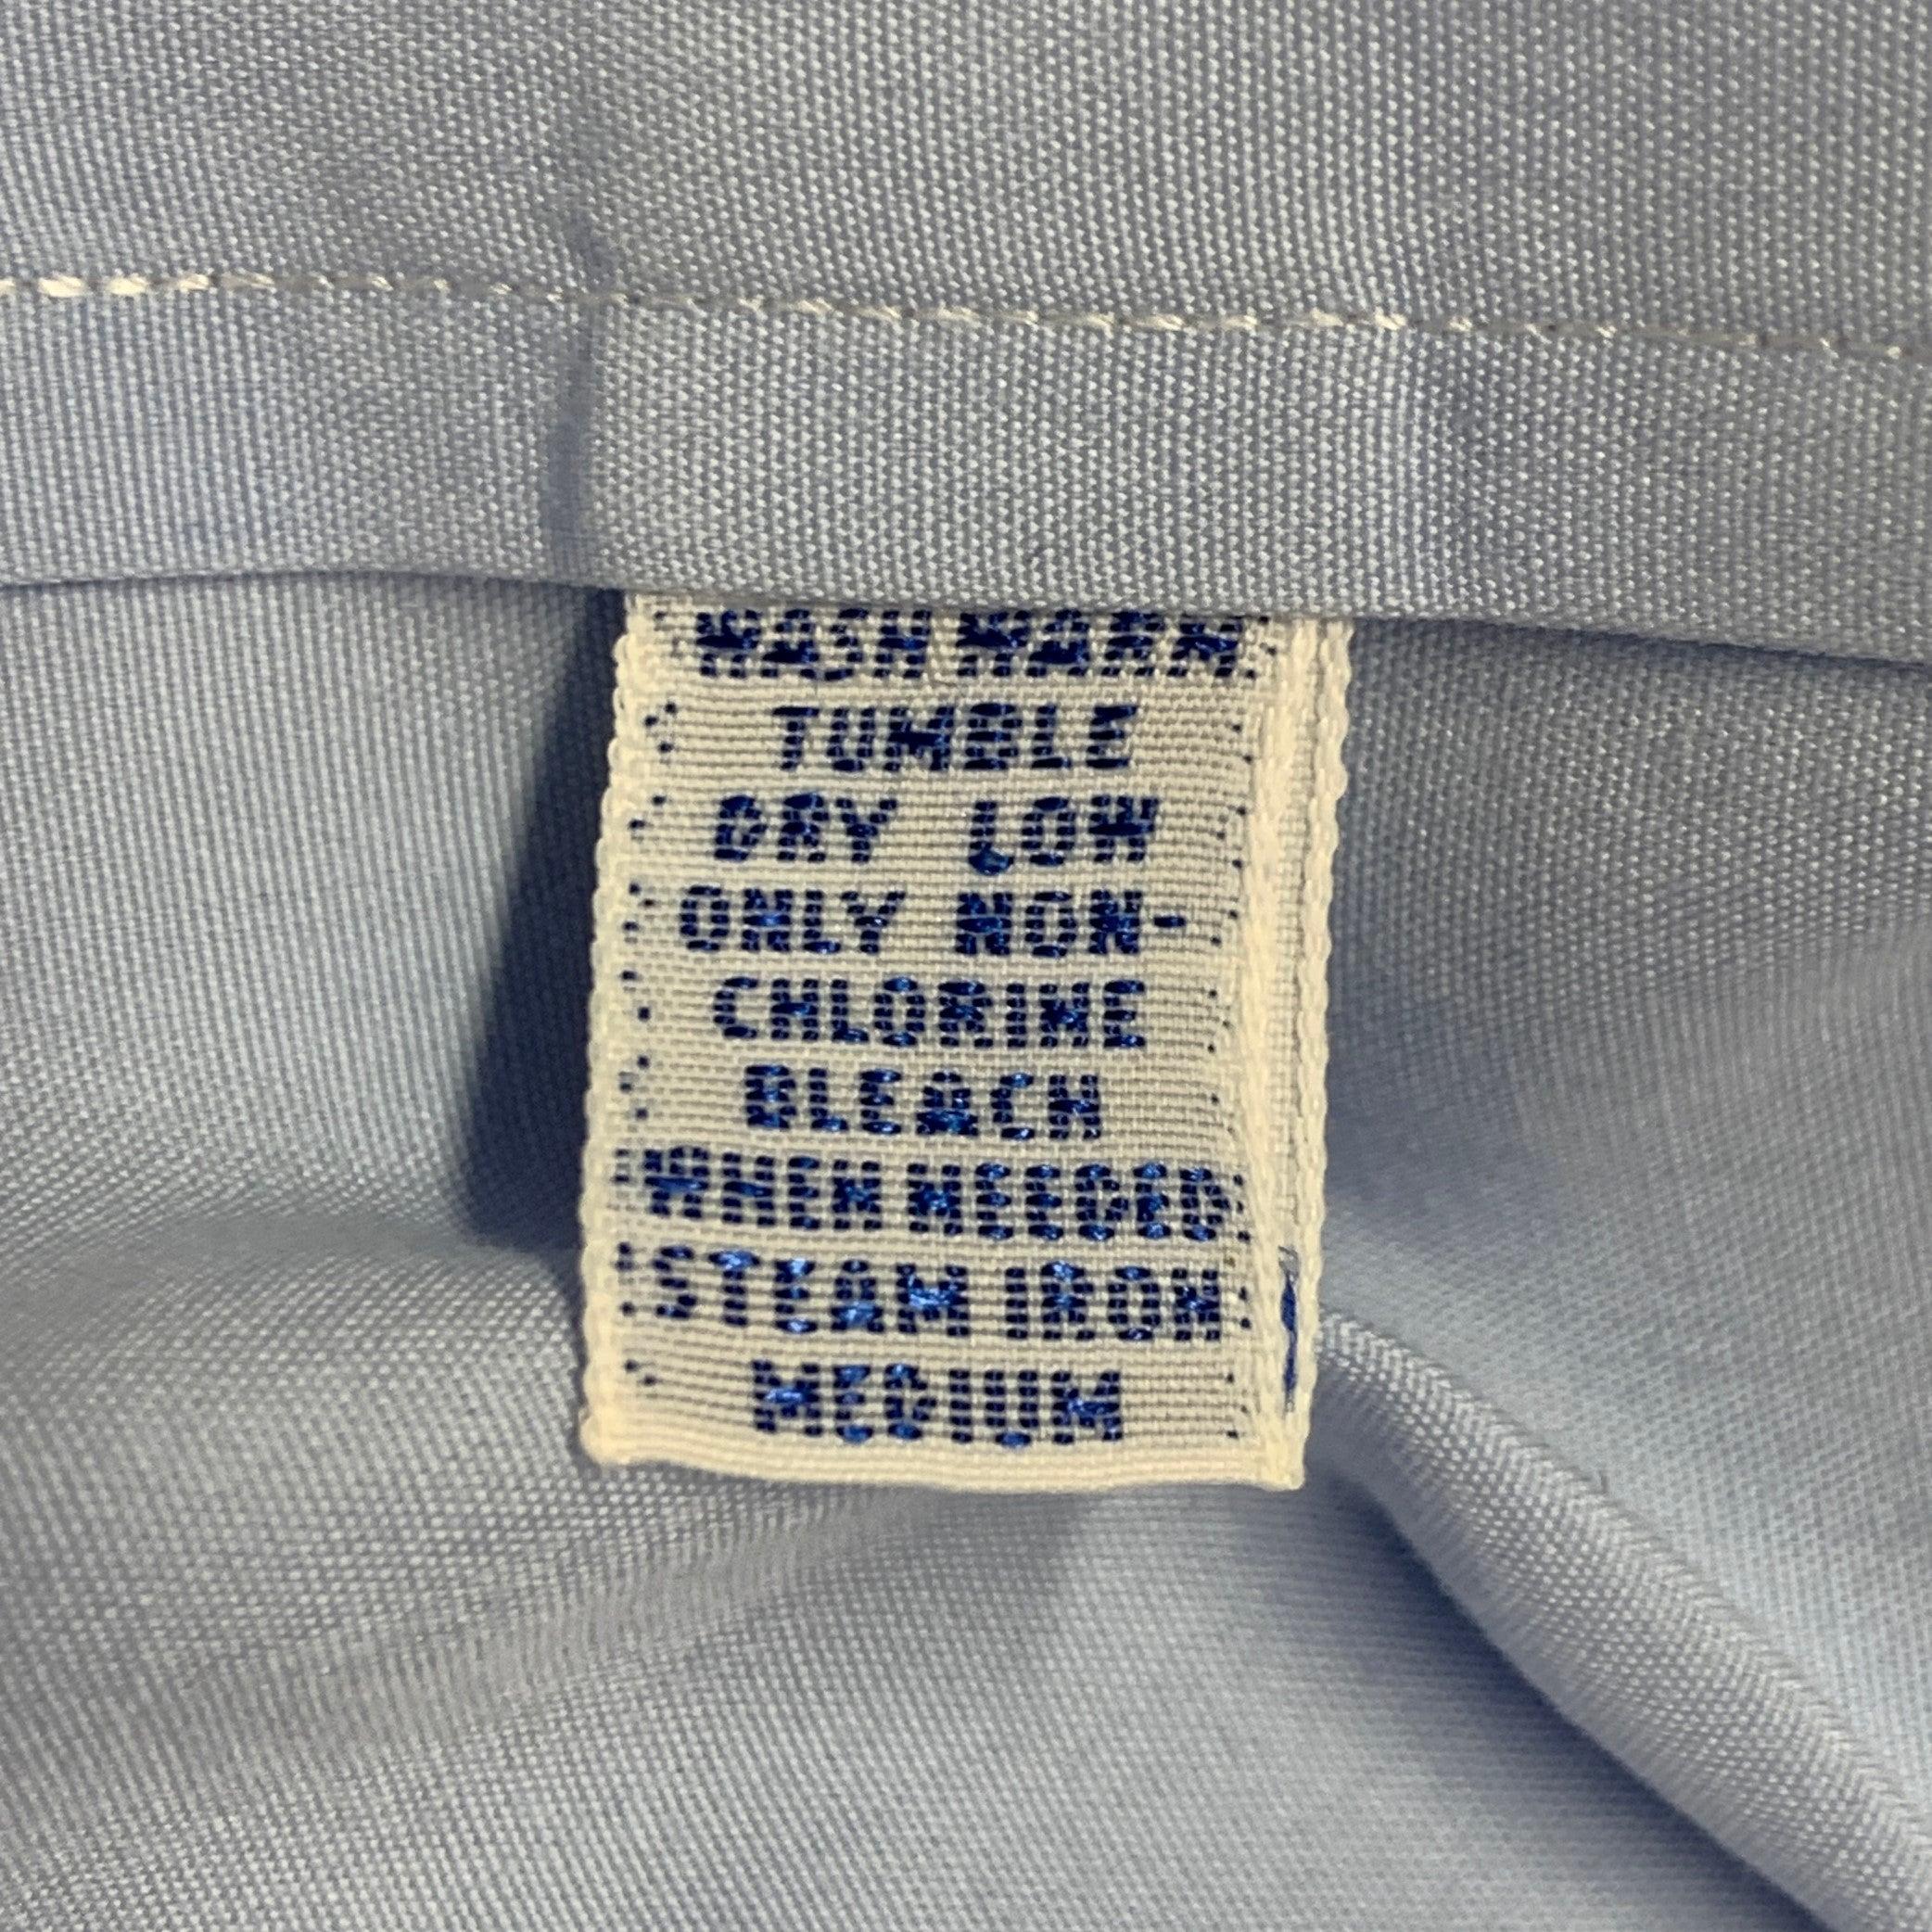 WASH WARM
TUMBLE
DRY LOW
ONLY NON-
CHLORINE
BLEACH
WHEN NEEDED
STEAM IRON
MEDIUM